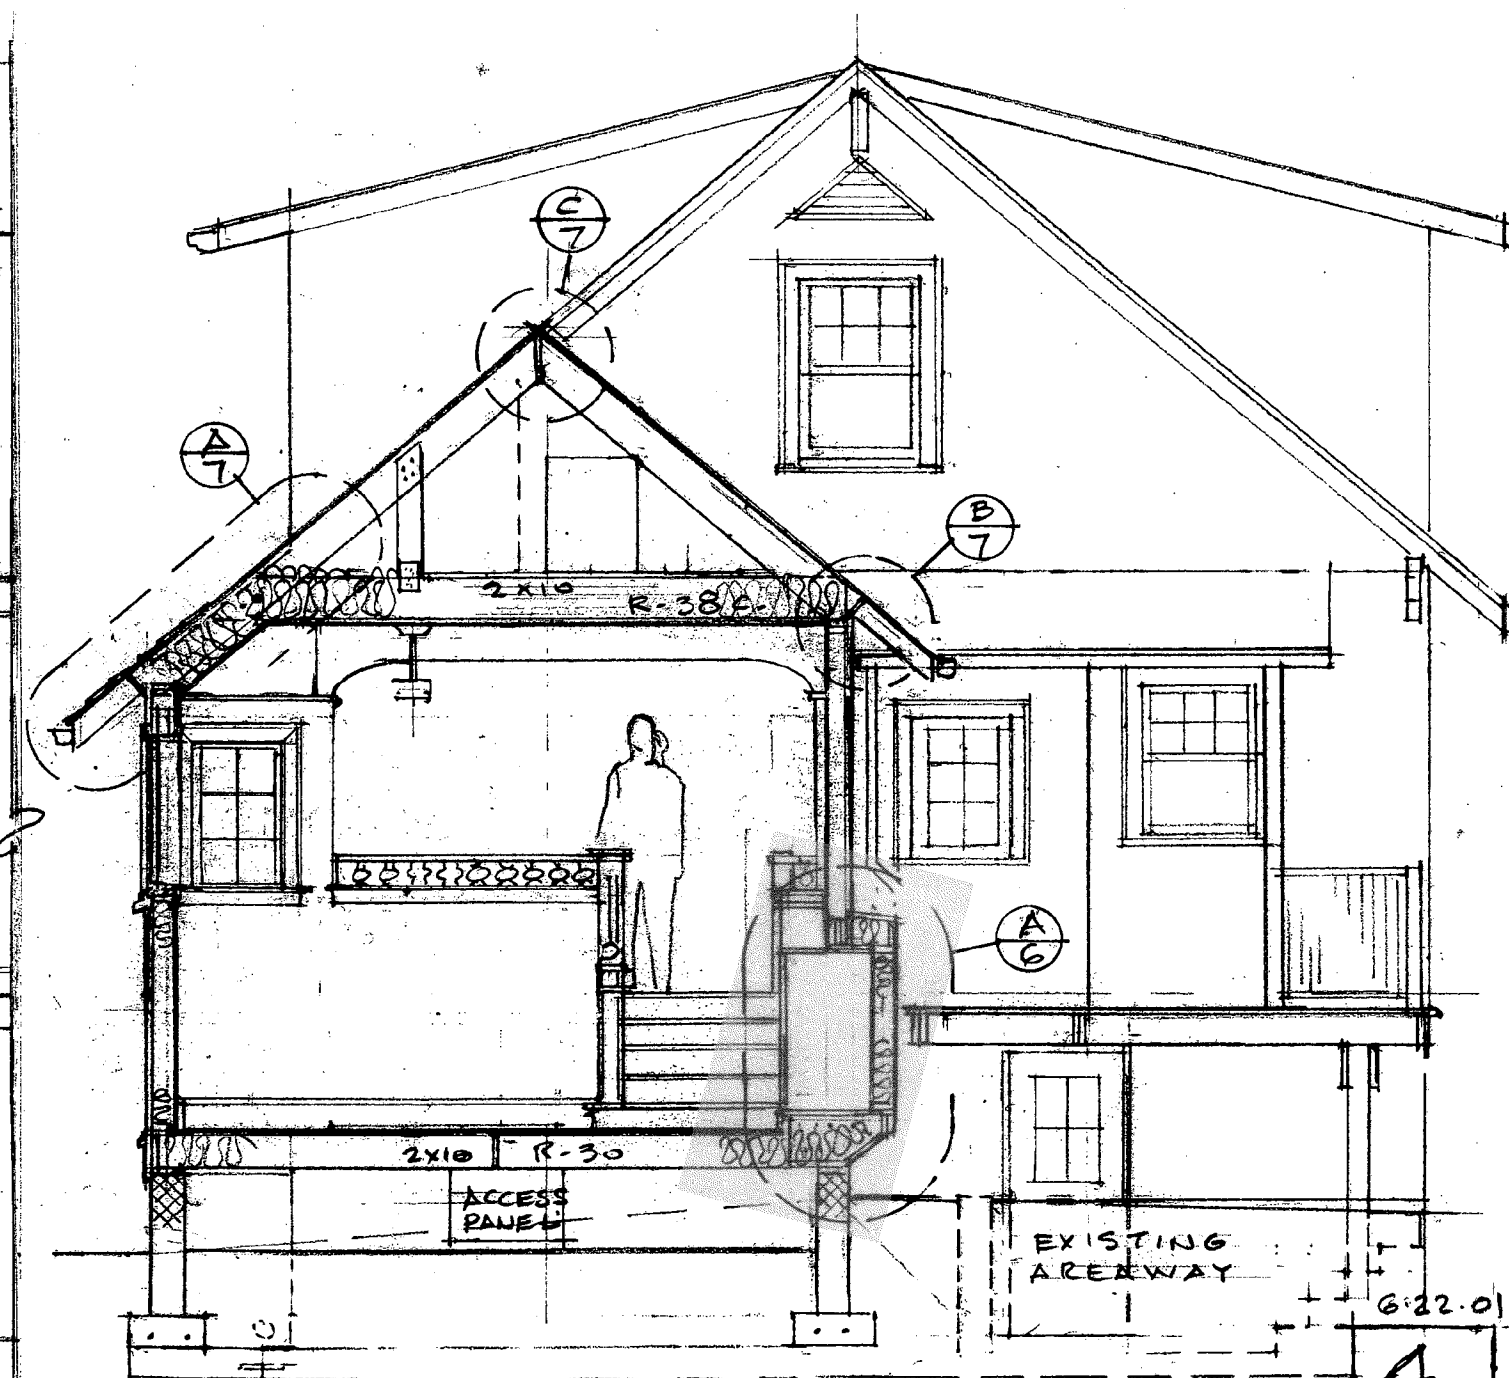 C
7
A
7
B
7
2x10
R-38
A
6
2x10
R-30
ACCESS
PANEL
EXISTING
AREAWAY
6.22.01